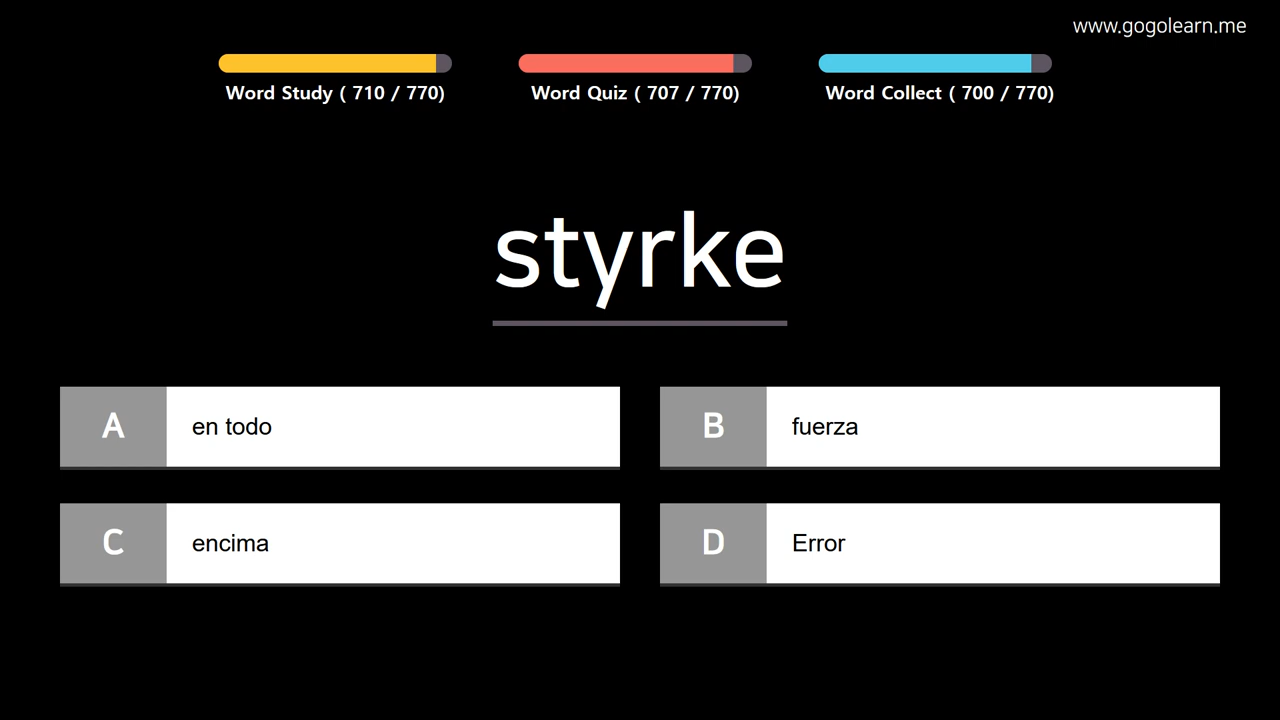 www.gogolearn.me
Word Study ( 710 / 770)
Word Quiz ( 707 / 770)
Word Collect ( 700 / 770)
styrke
A en todo
B fuerza
C encima
D Error